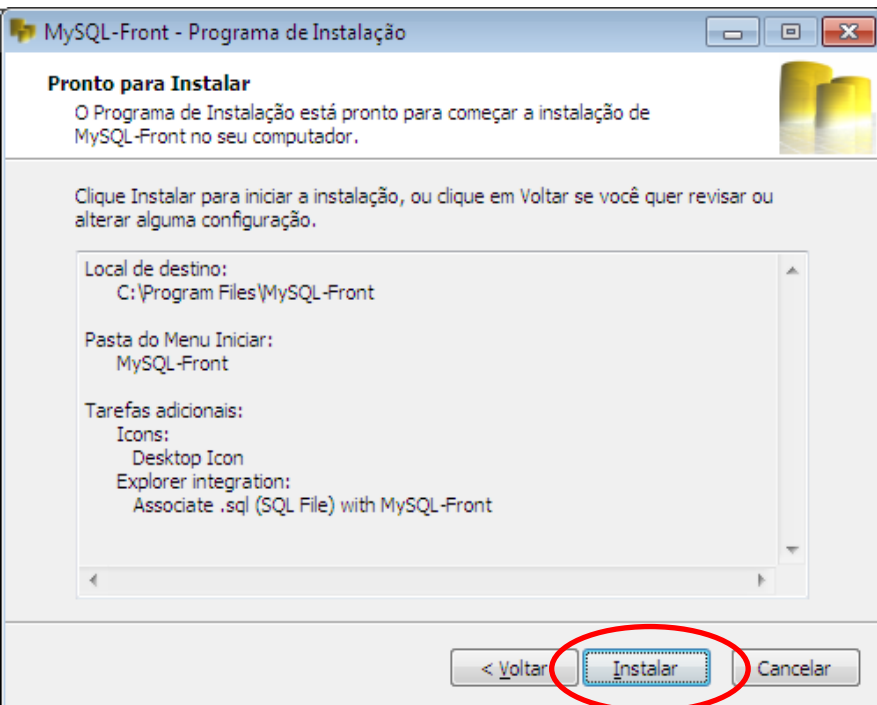 MySQL-Front - Programa de Instalação
Pronto para Instalar
O Programa de Instalação está pronto para começar a instalação de
MySQL-Front no seu computador.
Clique Instalar para iniciar a instalação, ou clique em Voltar se você quer revisar ou
alterar alguma configuração.
Local de destino:
C:\Program Files\MySQL-Front
Pasta do Menu Iniciar:
MySQL-Front
Tarefas adicionais:
Icons:
Desktop Icon
Explorer integration:
Associate .sql (SQL File) with MySQL-Front
< Voltar Instalar Cancelar